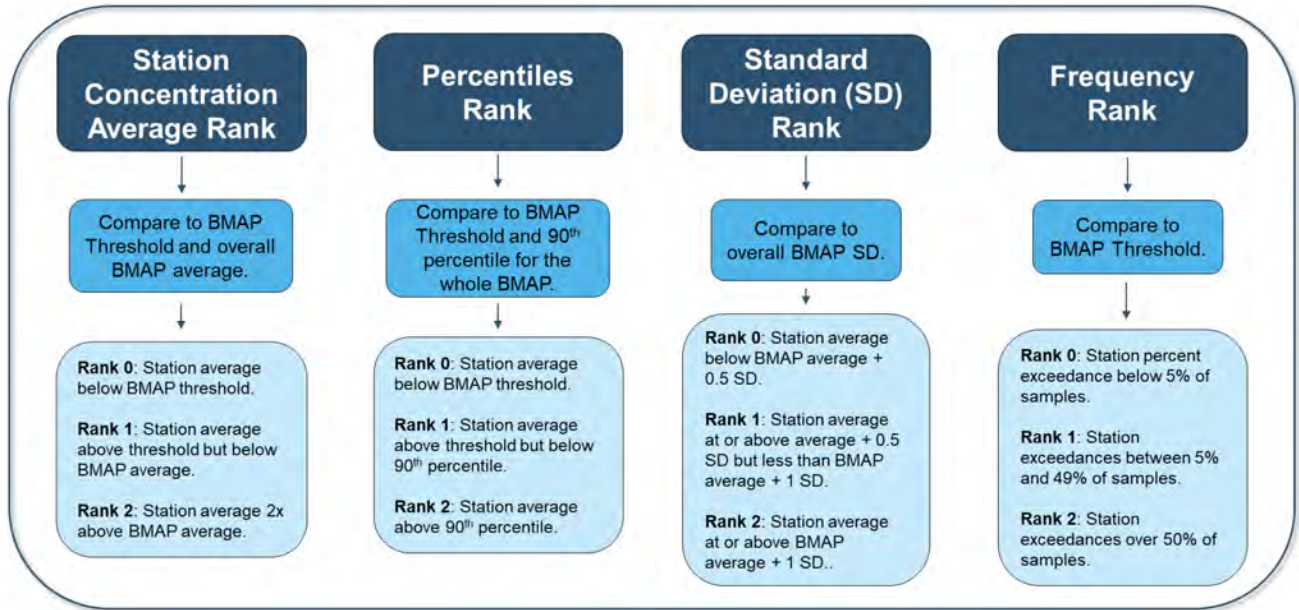 Station
Concentration
Average Rank
Compare to BMAP
Threshold and overall
BMAP average.
Rank 0: Station average
below BMAP threshold.
Rank 1: Station average
above threshold but below
BMAP average.
Rank 2: Station average 2x
above BMAP average.
Percentiles
Rank
Compare to BMAP
Threshold and 90th
percentile for the
whole BMAP.
Rank 0: Station average
below BMAP threshold.
Rank 1: Station average
above threshold but below
90th percentile.
Rank 2: Station average
above 90th percentile.
Standard
Deviation (SD)
Rank
Compare to
overall BMAP SD.
Rank 0: Station average
below BMAP average +
0.5 SD.
Rank 1: Station average
at or above average + 0.5
SD but less than BMAP
average + 1 SD.
Rank 2: Station average
at or above BMAP
average + 1 SD..
Frequency
Rank
Compare to
BMAP Threshold.
Rank 0: Station percent
exceedance below 5% of
samples.
Rank 1: Station
exceedances between 5%
and 49% of samples.
Rank 2: Station
exceedances over 50% of
samples.